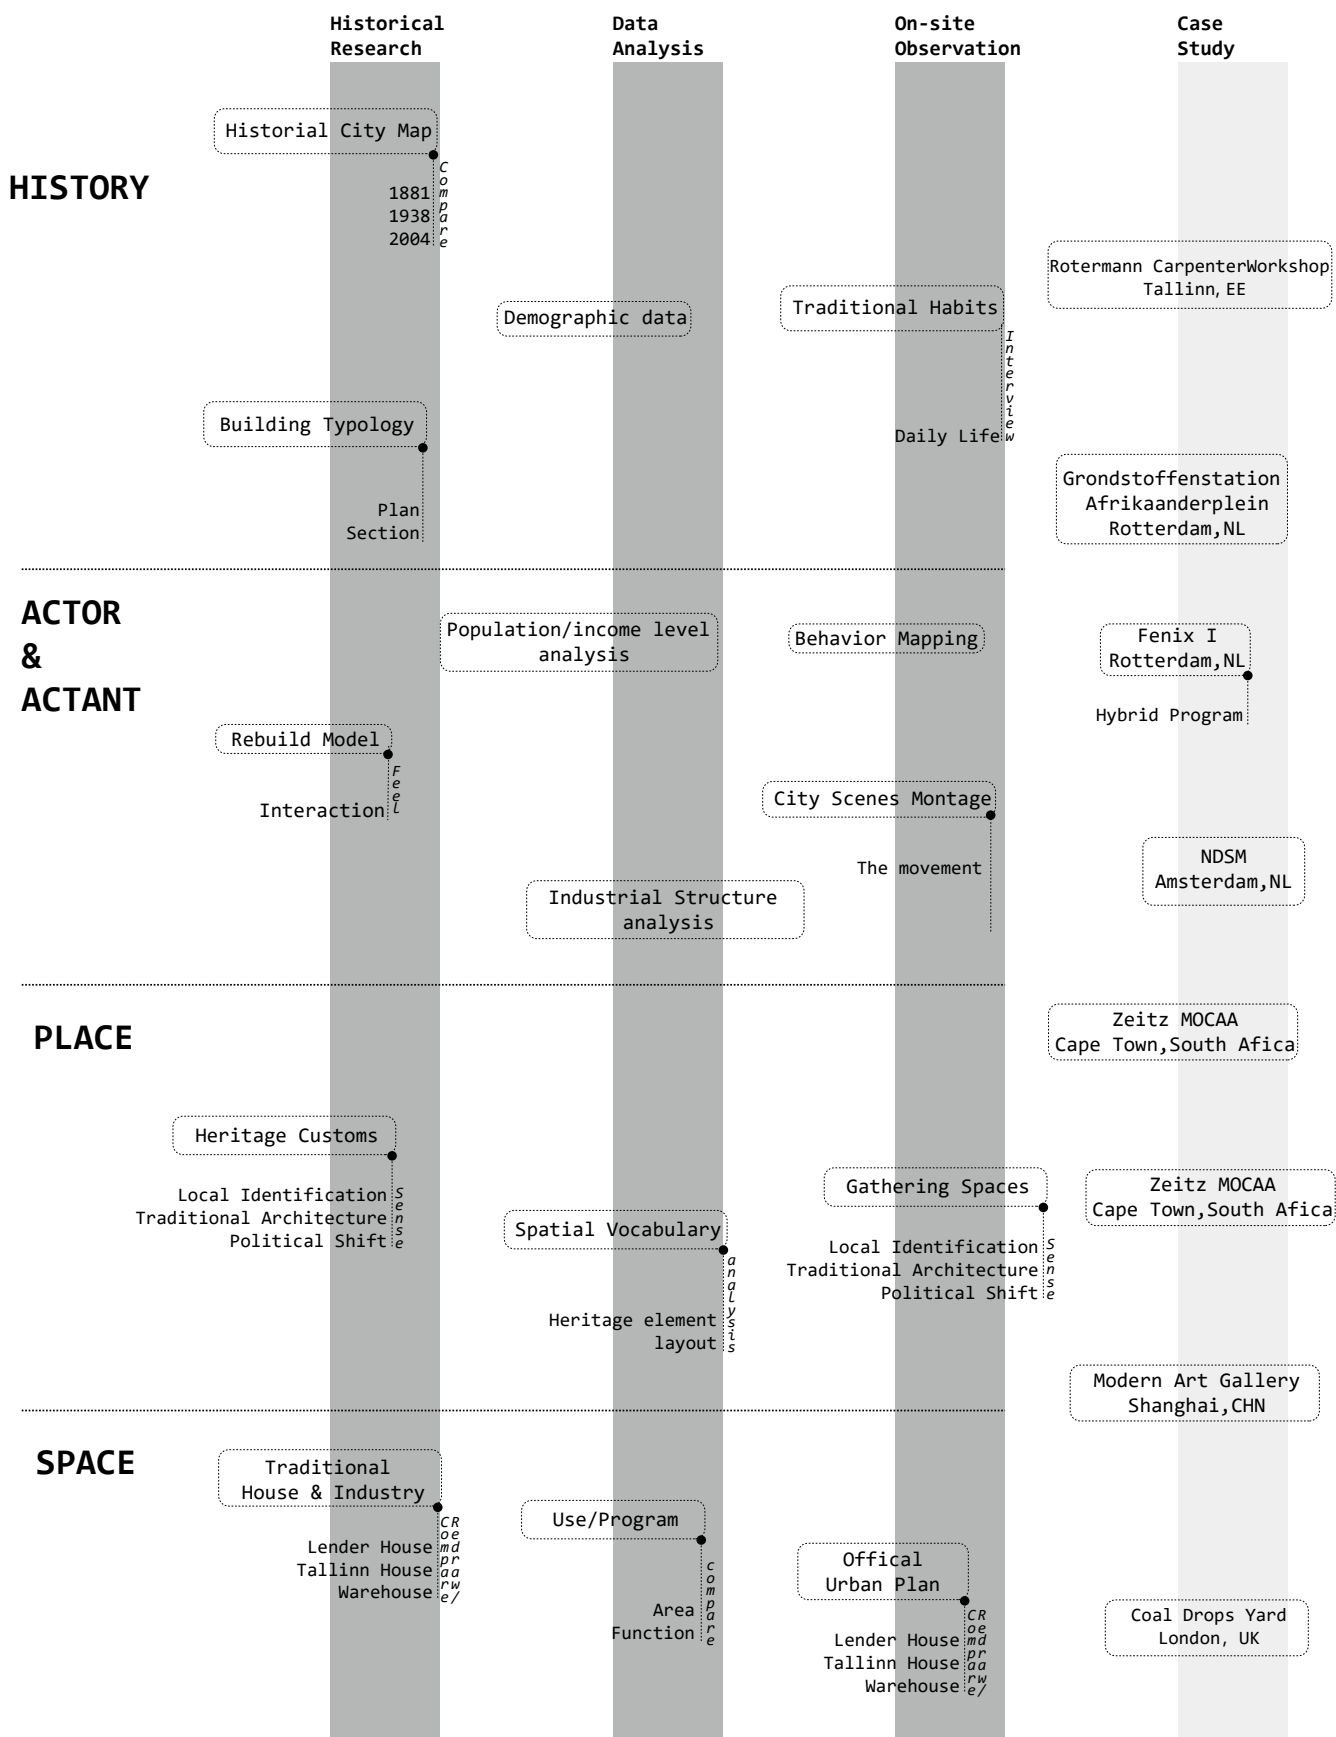 Historical
Research
Data
Analysis
On-site
Observation
Case
Study
HISTORY
Historial City Map
Compare
1881
1938
2004
Rotermann CarpenterWorkshop
Tallinn, EE
Demographic data
Traditional Habits
Interview
Daily Life
Building Typology
Plan
Section
Grondstoffenstation
Afrikaanderplein
Rotterdam,NL
ACTOR
&
ACTANT
Population/income level
analysis
Behavior Mapping
Fenix I
Rotterdam,NL
Hybrid Program
Rebuild Model
Feel
Interaction
City Scenes Montage
The movement
Industrial Structure
analysis
NDSM
Amsterdam,NL
PLACE
Zeitz MOCAA
Cape Town,South Afica
Heritage Customs
Local Identification
Traditional Architecture
Political Shift
Sense
Spatial Vocabulary
analysis
Heritage element
layout
Gathering Spaces
Local Identification
Traditional Architecture
Political Shift
Sense
Zeitz MOCAA
Cape Town,South Afica
Modern Art Gallery
Shanghai,CHN
SPACE
Traditional
House & Industry
Lender House
Tallinn House
Warehouse
Compare/
Redraw
Use/Program
compare
Area
Function
Offical
Urban Plan
Lender House
Tallinn House
Warehouse
Compare/
Redraw
Coal Drops Yard
London, UK